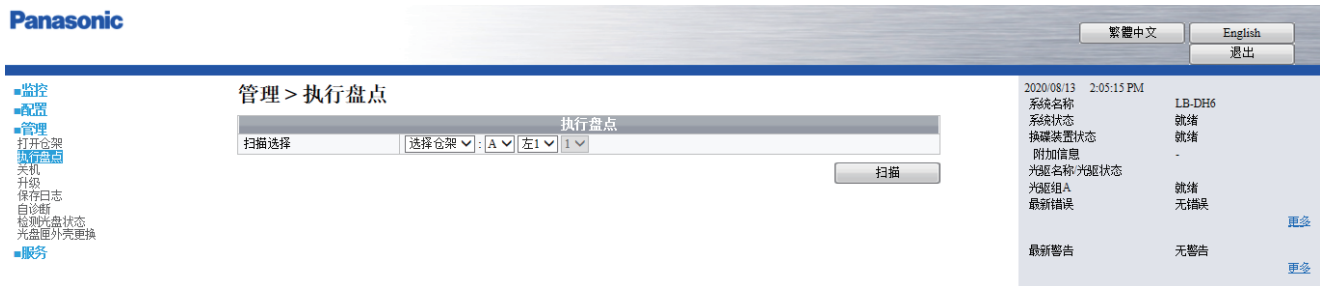 Panasonic
繁體中文
English
退出
■监控
■配置
■管理
打开仓架
执行盘点
关机
升级
保存日志
自诊断
检测光盘状态
光盘匣外壳更换
■服务
管理 > 执行盘点
执行盘点
扫描选择 选择仓架 : A 左1 1
扫描
2020/08/13 2:05:15 PM
系统名称 LB-DH6
系统状态 就绪
换碟装置状态 就绪
附加信息 -
光驱名称/光驱状态
光驱组A 就绪
最新错误 无错误
更多
最新警告 无警告
更多